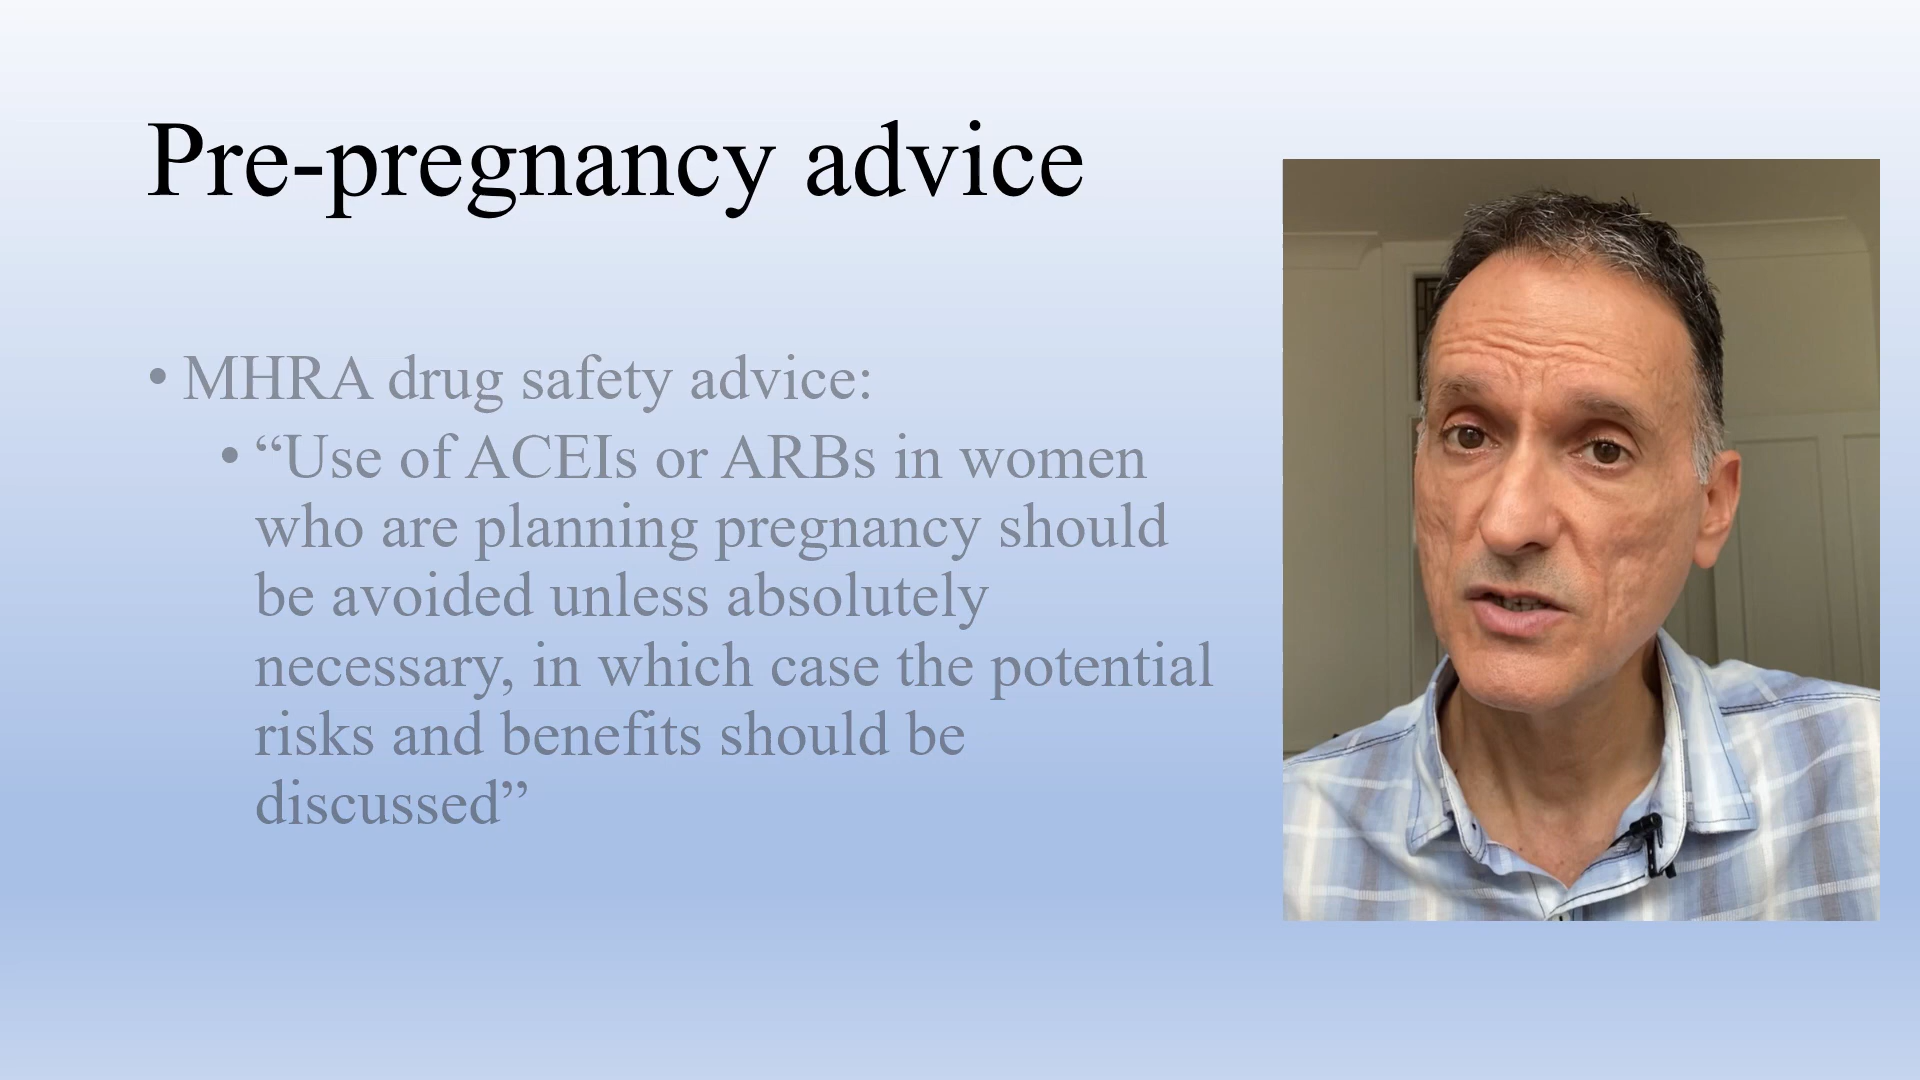 Pre-pregnancy advice
• MHRA drug safety advice:
• “Use of ACEIs or ARBs in women
who are planning pregnancy should
be avoided unless absolutely
necessary, in which case the potential
risks and benefits should be
discussed”